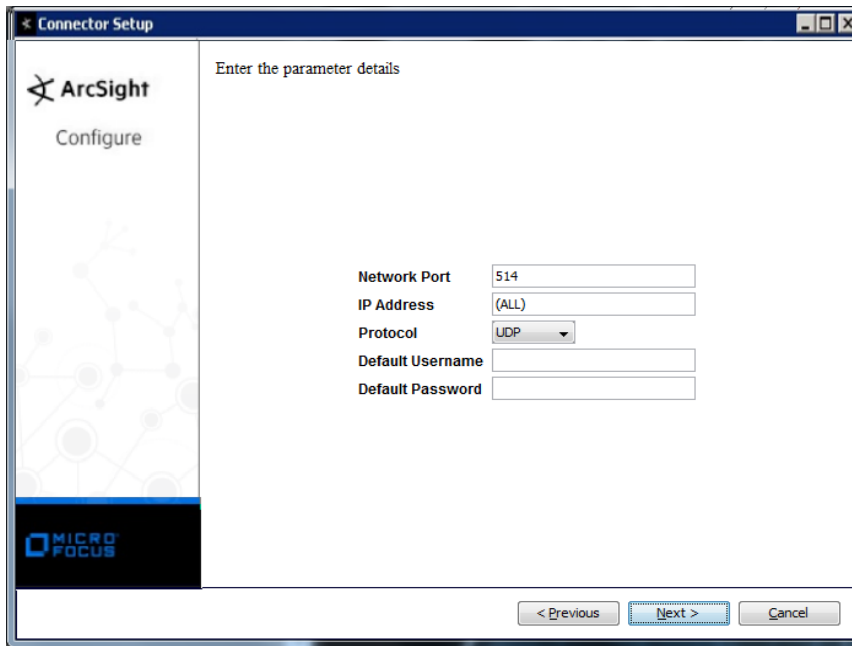 Connector Setup
ArcSight
Configure
Enter the parameter details
Network Port 514
IP Address (ALL)
Protocol UDP
Default Username
Default Password
MICRO
FOCUS
< Previous Next > Cancel